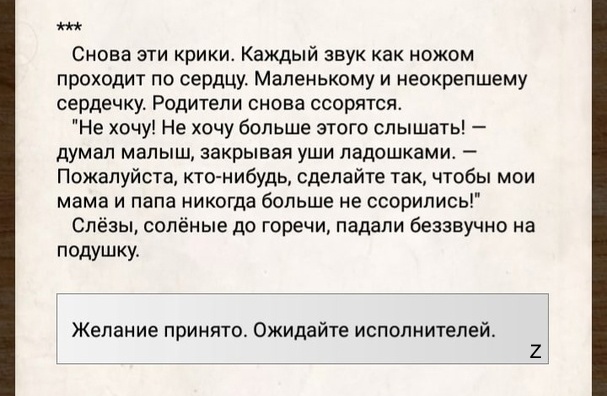 ***
Снова эти крики. Каждый звук как ножом
проходит по сердцу. Маленькому и неокрепшему
сердечку. Родители снова ссорятся.
"Не хочу! Не хочу больше этого слышать! —
думал малыш, закрывая уши ладошками. —
Пожалуйста, кто-нибудь, сделайте так, чтобы мои
мама и папа никогда больше не ссорились!"
Слёзы, солёные до горечи, падали беззвучно на
подушку.
Желание принято. Ожидайте исполнителей.
Z